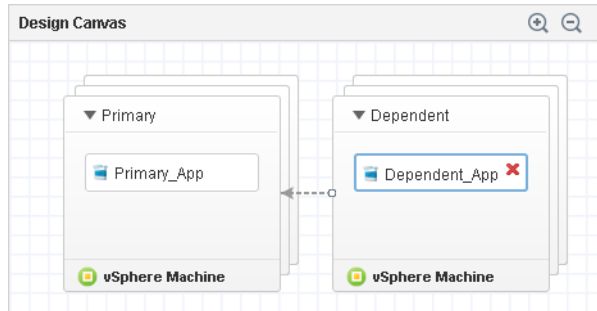 Design Canvas
Primary
Dependent
Primary_App
Dependent_App
vSphere Machine
vSphere Machine